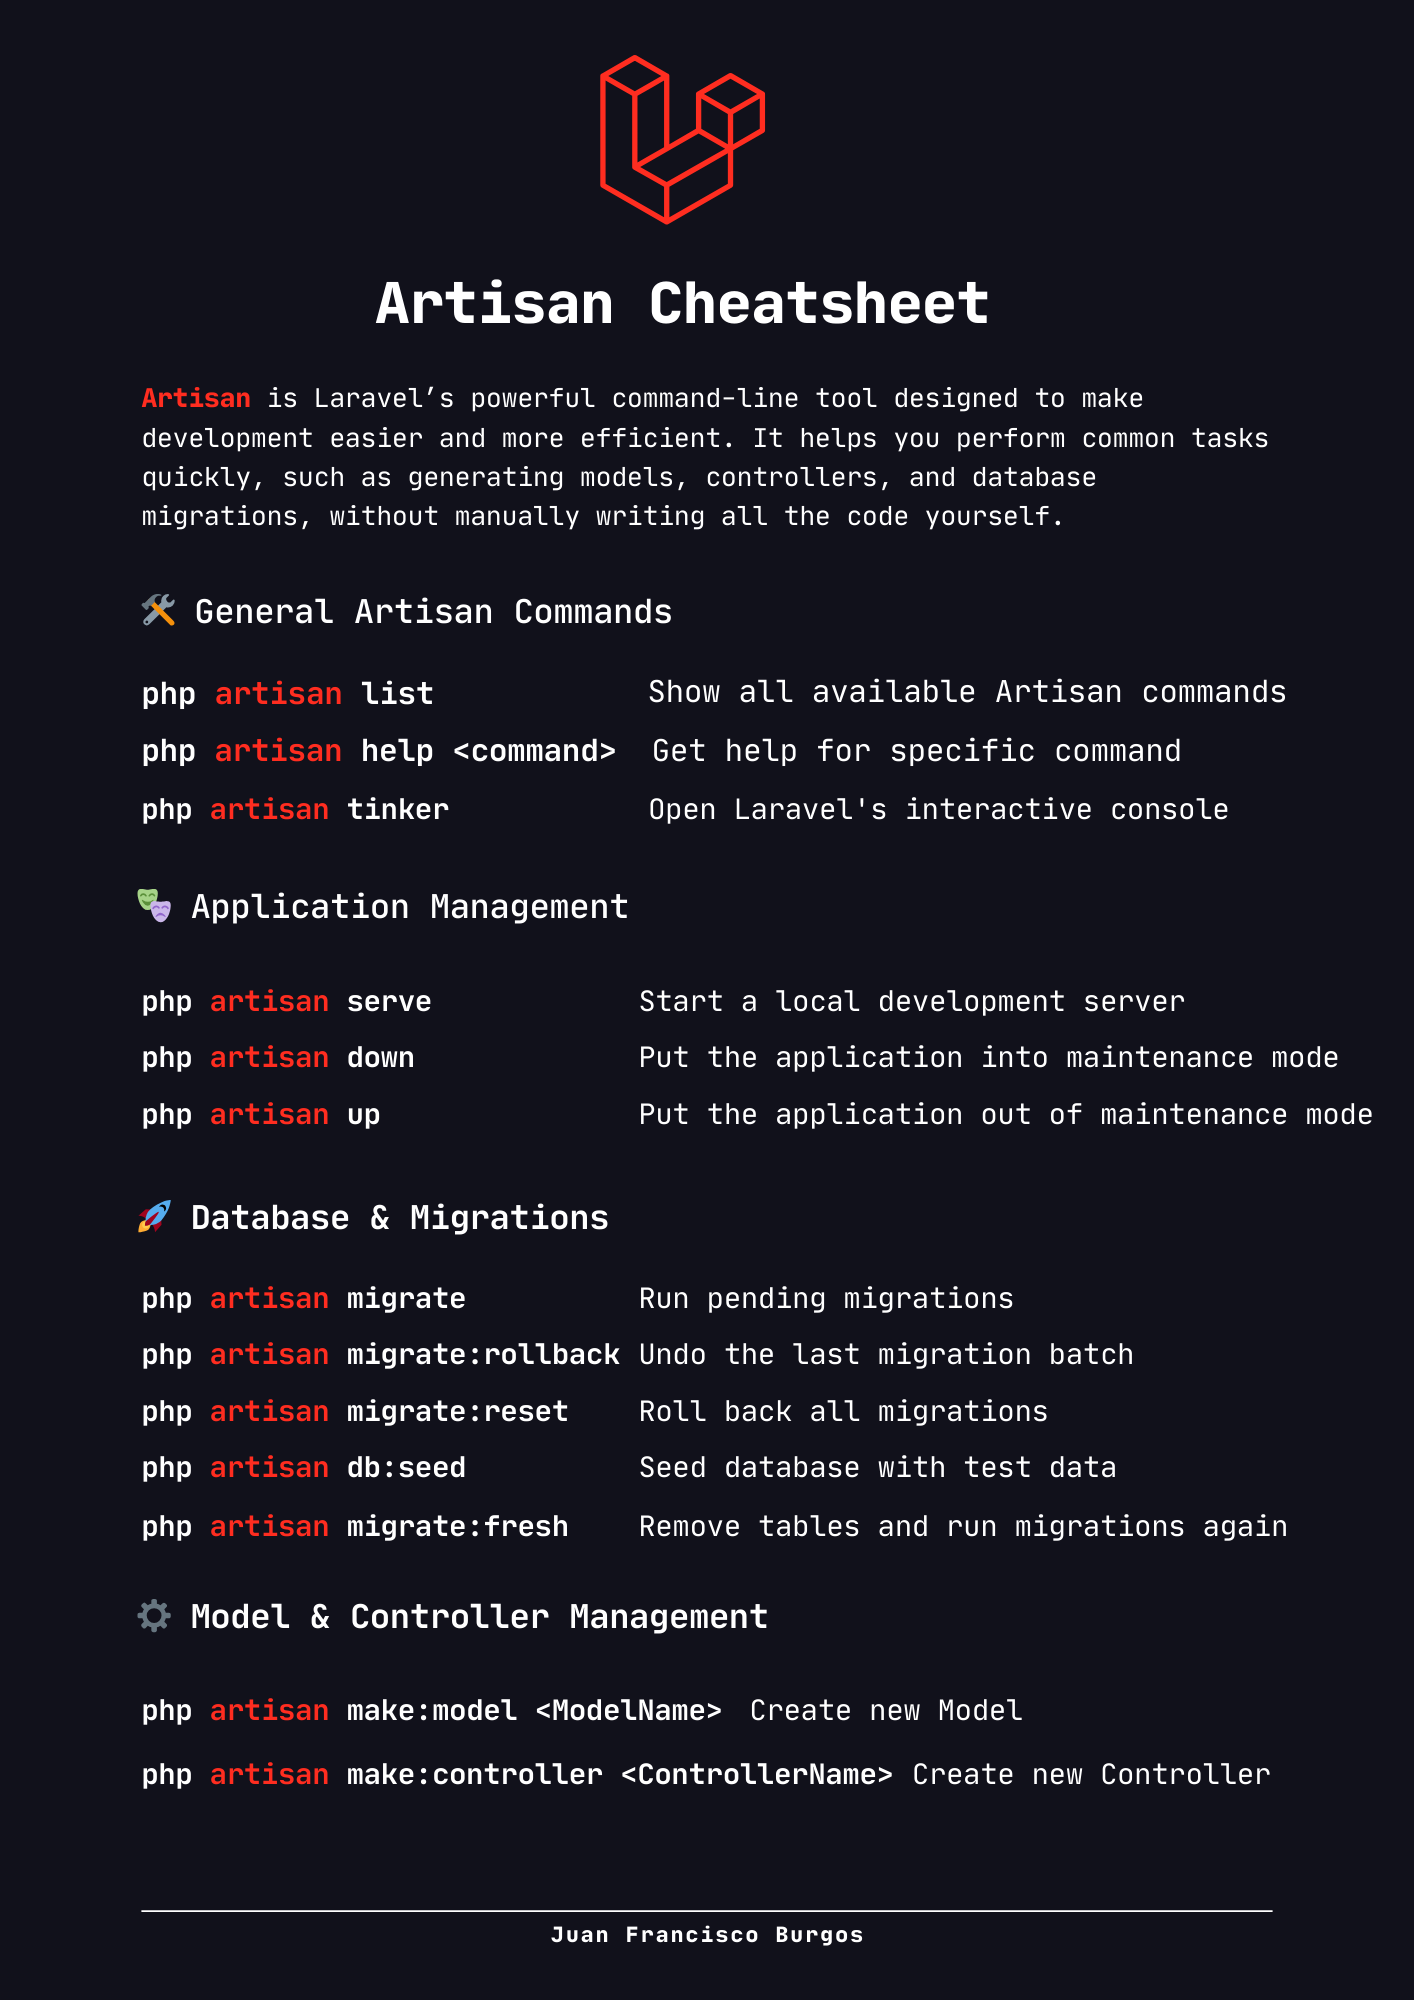 Artisan Cheatsheet
Artisan is Laravel’s powerful command-line tool designed to make
development easier and more efficient. It helps you perform common tasks
quickly, such as generating models, controllers, and database
migrations, without manually writing all the code yourself.
General Artisan Commands
php artisan list Show all available Artisan commands
php artisan help <command> Get help for specific command
php artisan tinker Open Laravel's interactive console
Application Management
php artisan serve Start a local development server
php artisan down Put the application into maintenance mode
php artisan up Put the application out of maintenance mode
Database & Migrations
php artisan migrate Run pending migrations
php artisan migrate:rollback Undo the last migration batch
php artisan migrate:reset Roll back all migrations
php artisan db:seed Seed database with test data
php artisan migrate:fresh Remove tables and run migrations again
Model & Controller Management
php artisan make:model <ModelName> Create new Model
php artisan make:controller <ControllerName> Create new Controller
Juan Francisco Burgos